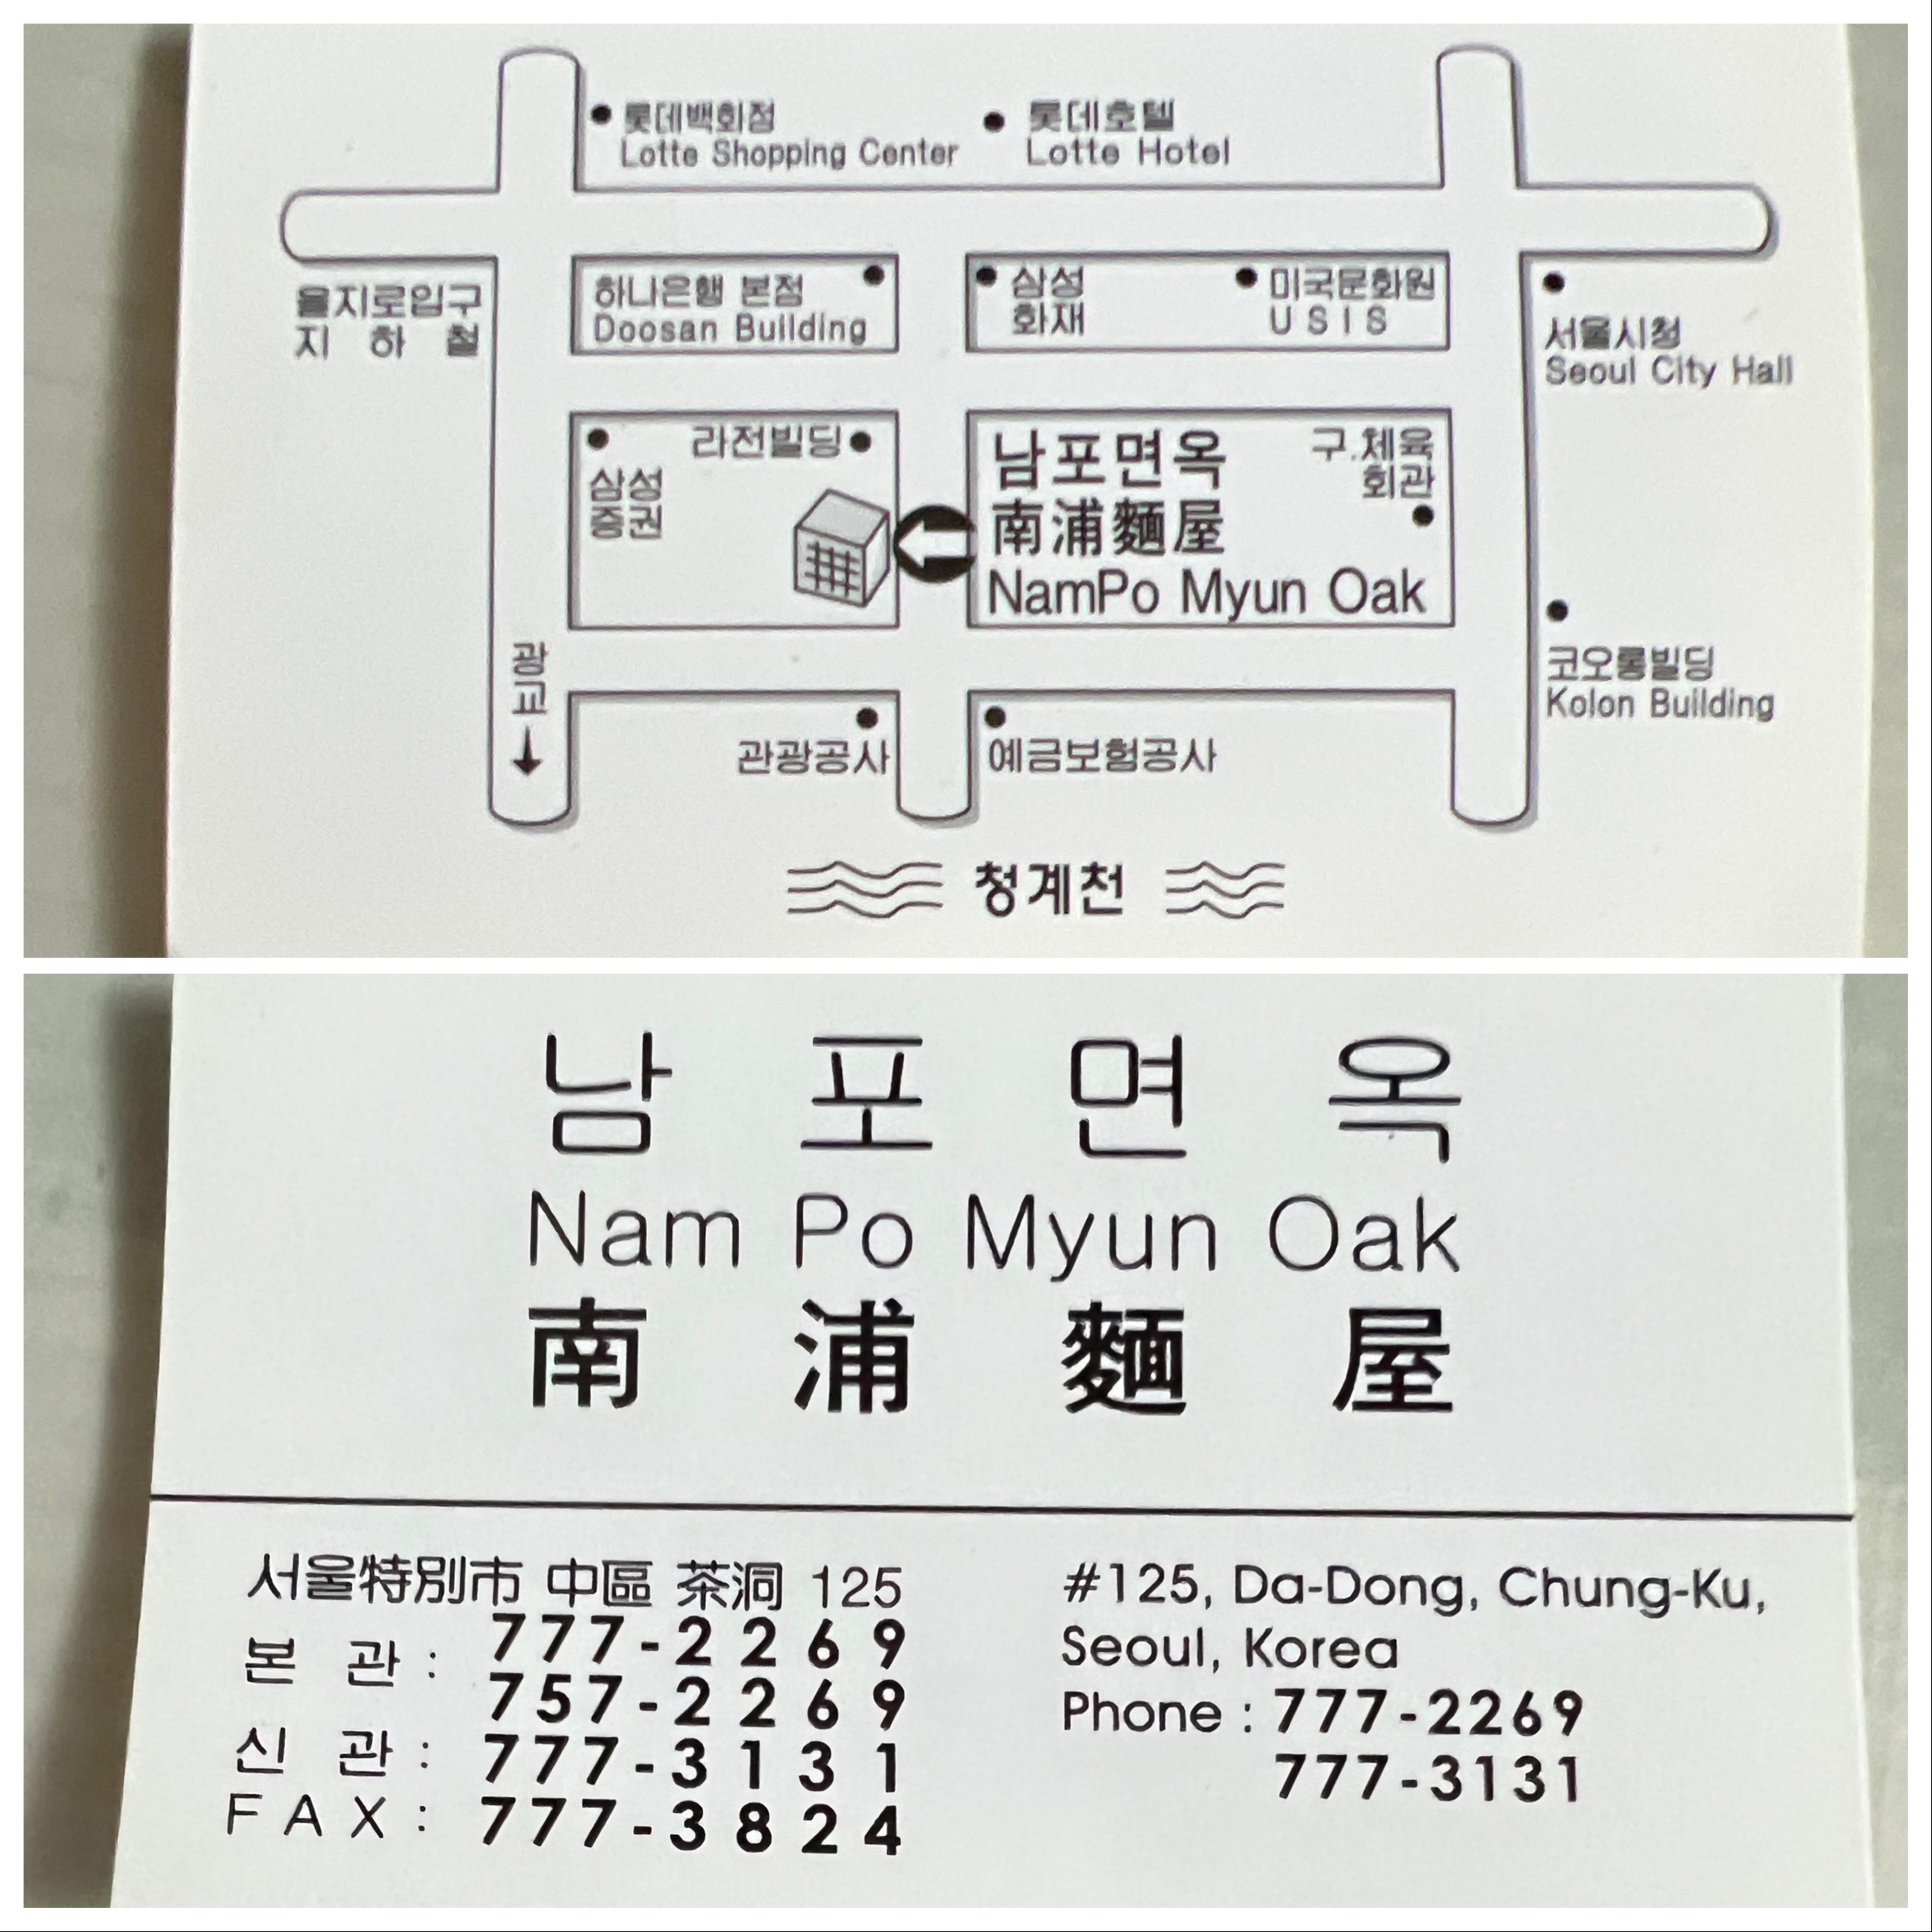 롯데백화점
Lotte Shopping Center
롯데호텔
Lotte Hotel
을지로입구
지 하 철
하나은행 본점
Doosan Building
삼성
화재
미국문화원
U S I S
서울시청
Seoul City Hall
삼성
증권
라전빌딩
남포면옥
南浦麵屋
NamPo Myun Oak
구.체육
회관
광
교
코오롱빌딩
Kolon Building
관광공사
예금보험공사
청계천
남 포 면 옥
Nam Po Myun Oak
南 浦 麵 屋
서울特別市 中區 茶洞 125
본 관 : 777-2269
757-2269
신 관 : 777-3131
FAX : 777-3824
#125, Da-Dong, Chung-Ku,
Seoul, Korea
Phone : 777-2269
777-3131